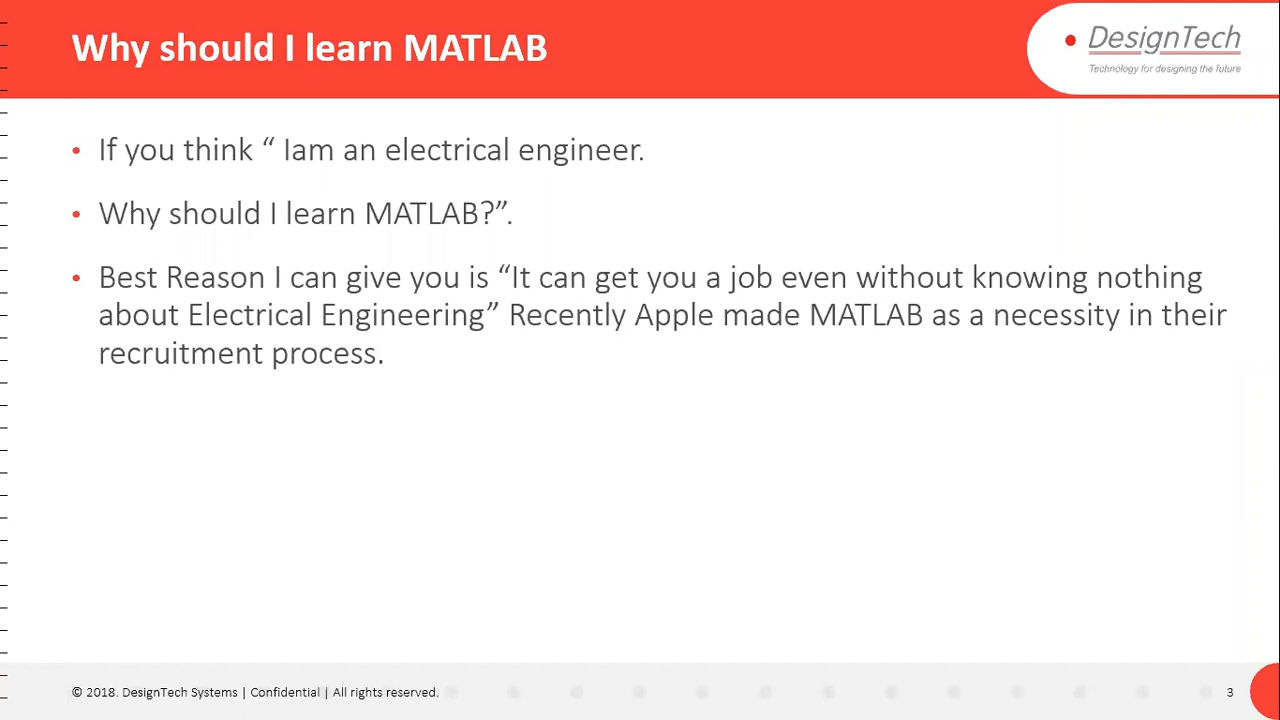 Why should I learn MATLAB
DesignTech
Technology for designing the future
• If you think “ Iam an electrical engineer.
• Why should I learn MATLAB?”.
• Best Reason I can give you is “It can get you a job even without knowing nothing
about Electrical Engineering” Recently Apple made MATLAB as a necessity in their
recruitment process.
© 2018. DesignTech Systems | Confidential | All rights reserved.
3